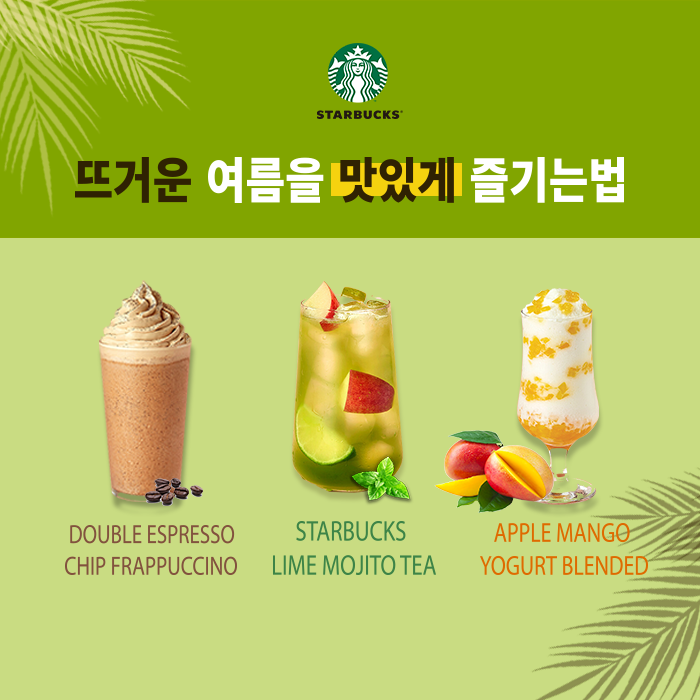 STARBUCKS
뜨거운 여름을 맛있게 즐기는법
DOUBLE ESPRESSO
CHIP FRAPPUCCINO
STARBUCKS
LIME MOJITO TEA
APPLE MANGO
YOGURT BLENDED